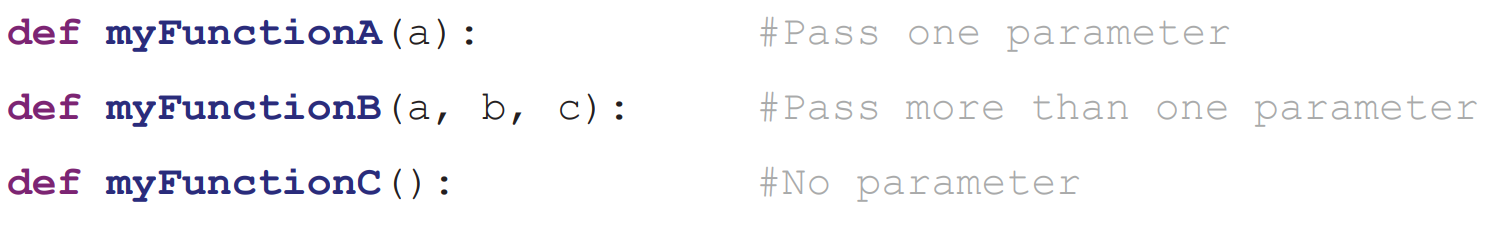 def myFunctionA(a): #Pass one parameter
def myFunctionB(a, b, c): #Pass more than one parameter
def myFunctionC(): #No parameter